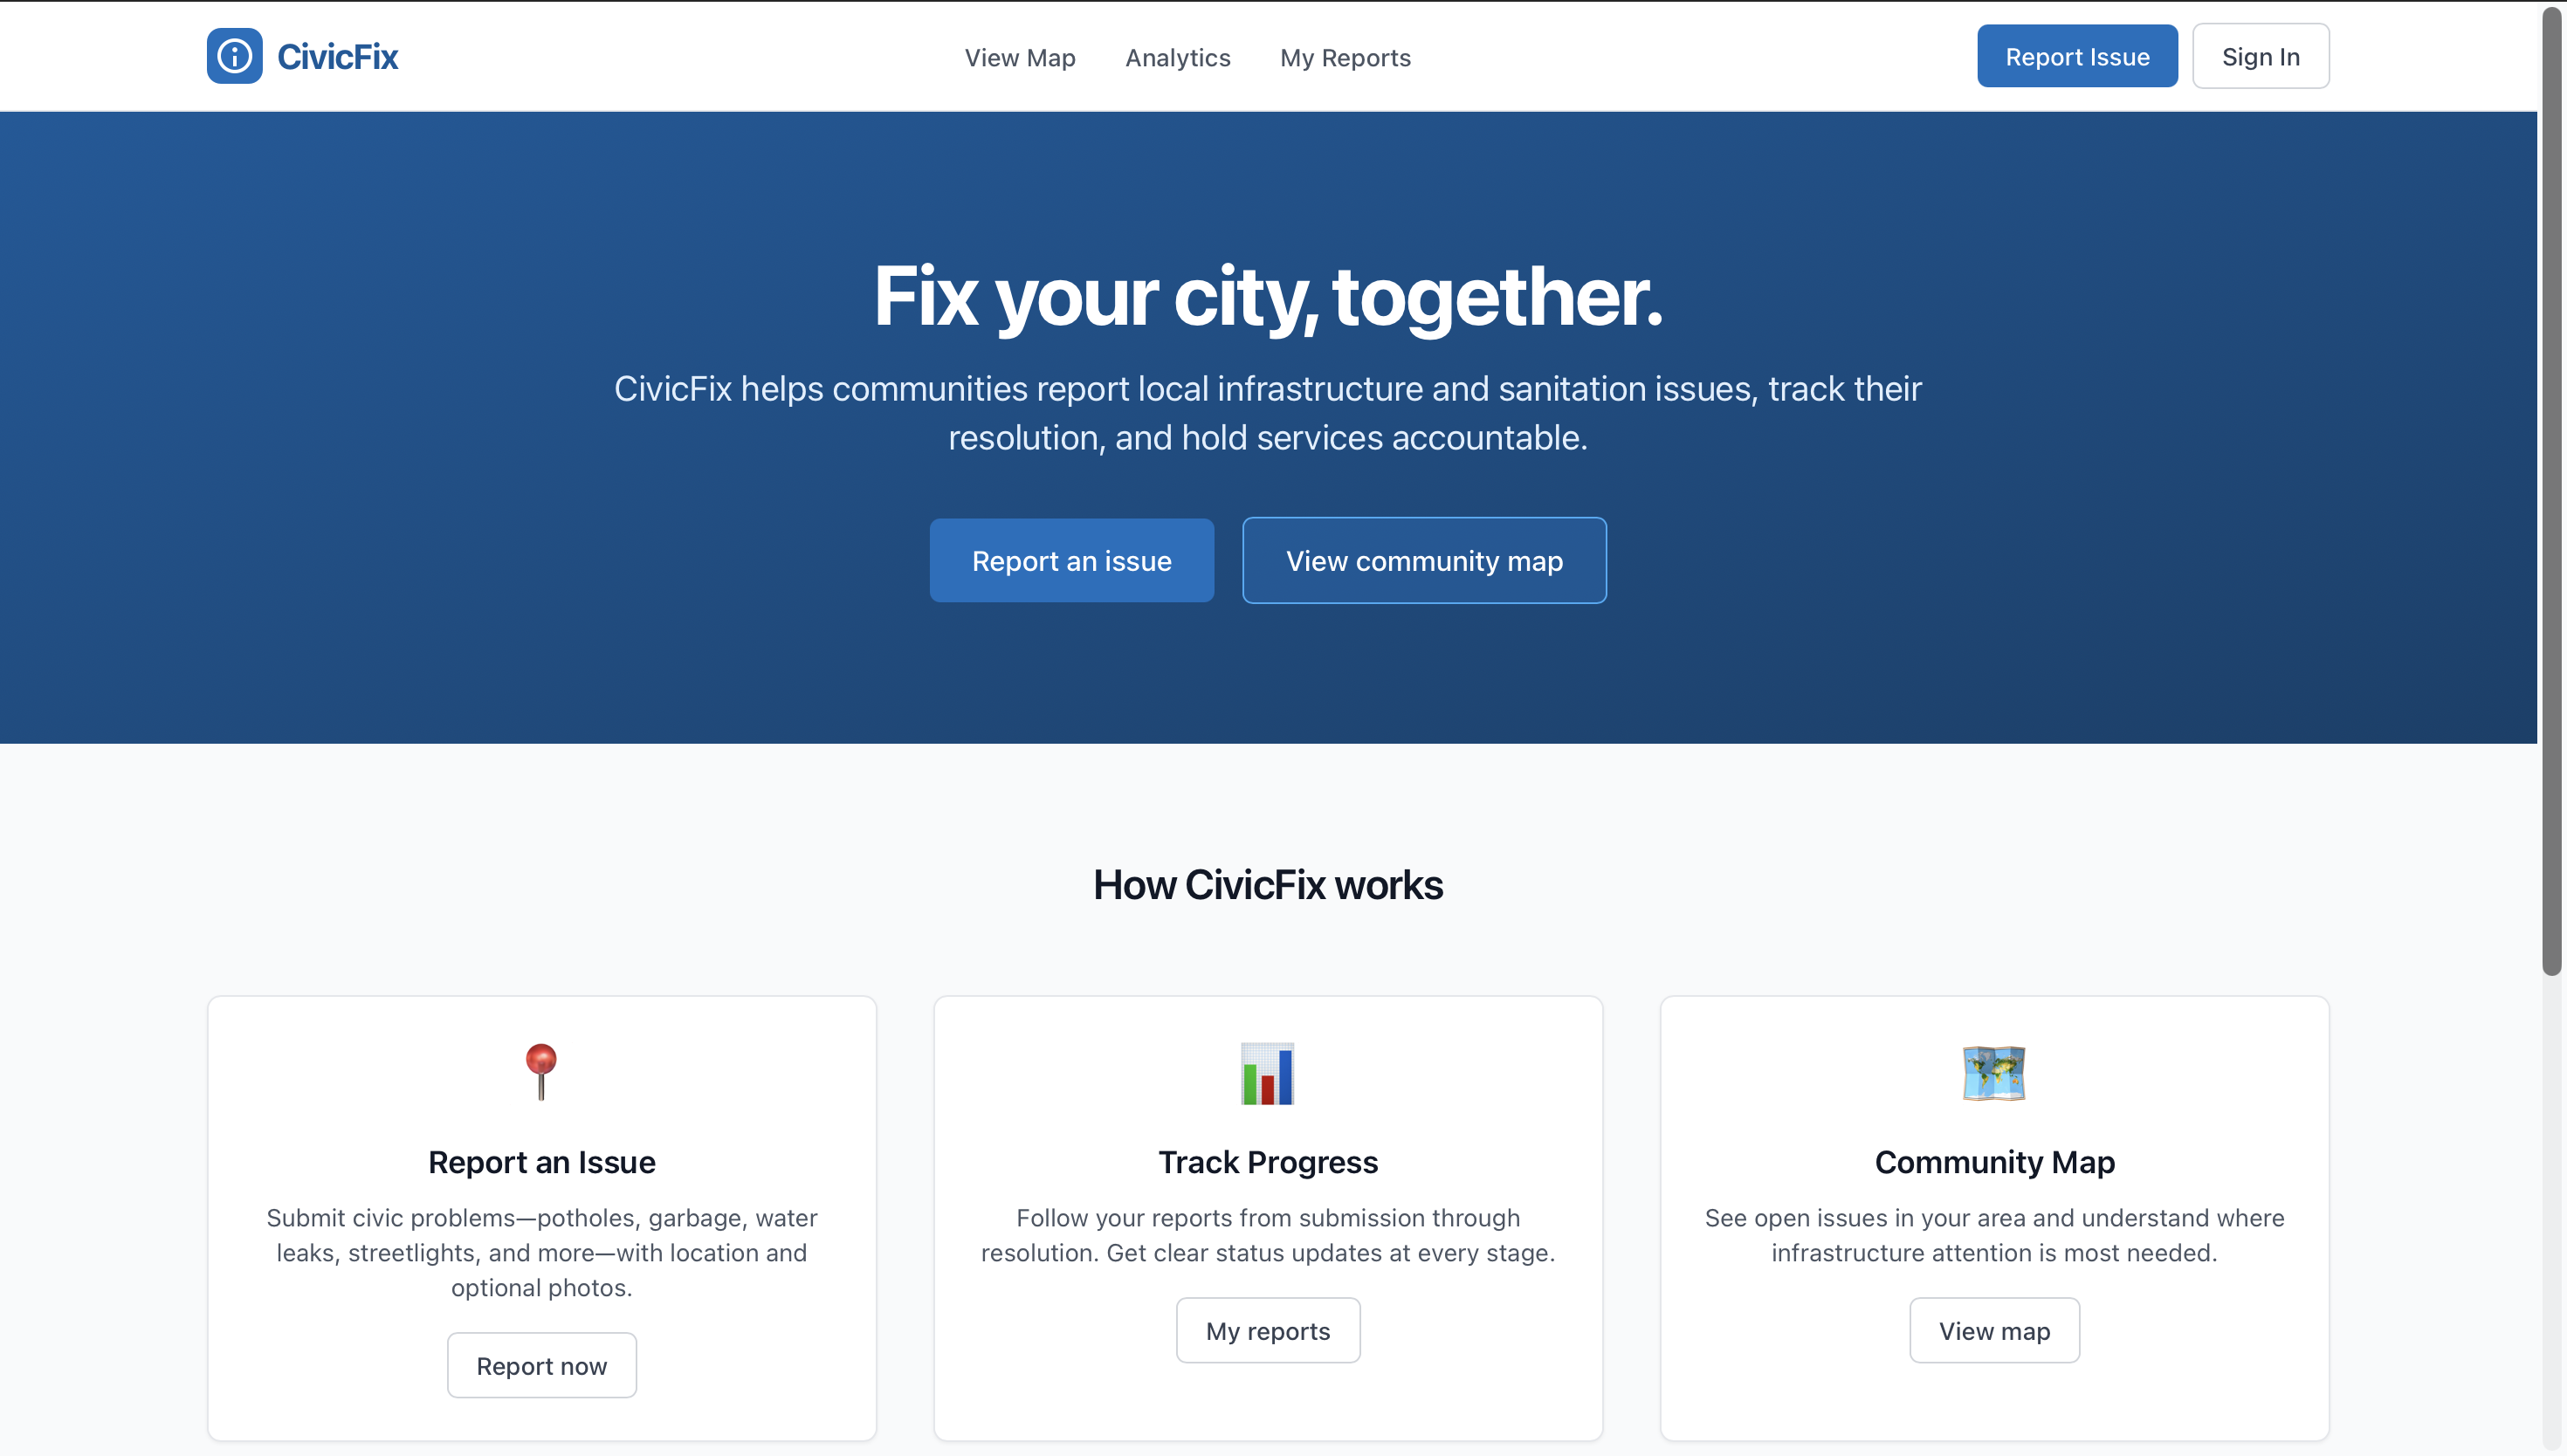 CivicFix
View Map
Analytics
My Reports
Report Issue
Sign In
Fix your city, together.
CivicFix helps communities report local infrastructure and sanitation issues, track their
resolution, and hold services accountable.
Report an issue
View community map
How CivicFix works
Report an Issue
Submit civic problems—potholes, garbage, water
leaks, streetlights, and more—with location and
optional photos.
Report now
Track Progress
Follow your reports from submission through
resolution. Get clear status updates at every stage.
My reports
Community Map
See open issues in your area and understand where
infrastructure attention is most needed.
View map